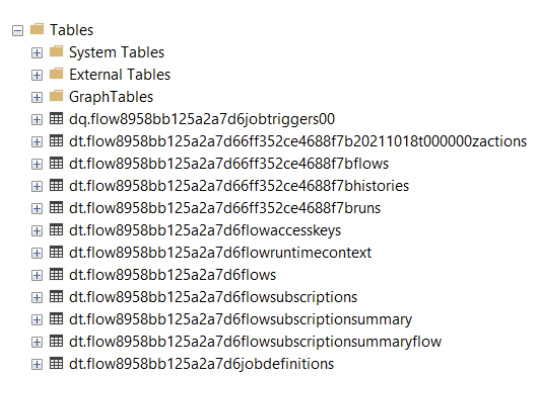 Tables
System Tables
External Tables
GraphTables
dq.flow8958bb125a2a7d6jobtriggers00
dt.flow8958bb125a2a7d66ff352ce4688f7b20211018t000000zactions
dt.flow8958bb125a2a7d66ff352ce4688f7bflows
dt.flow8958bb125a2a7d66ff352ce4688f7bhistories
dt.flow8958bb125a2a7d66ff352ce4688f7bruns
dt.flow8958bb125a2a7d6flowaccesskeys
dt.flow8958bb125a2a7d6flowruntimecontext
dt.flow8958bb125a2a7d6flows
dt.flow8958bb125a2a7d6flowsubscriptions
dt.flow8958bb125a2a7d6flowsubscriptionsummary
dt.flow8958bb125a2a7d6flowsubscriptionsummaryflow
dt.flow8958bb125a2a7d6jobdefinitions